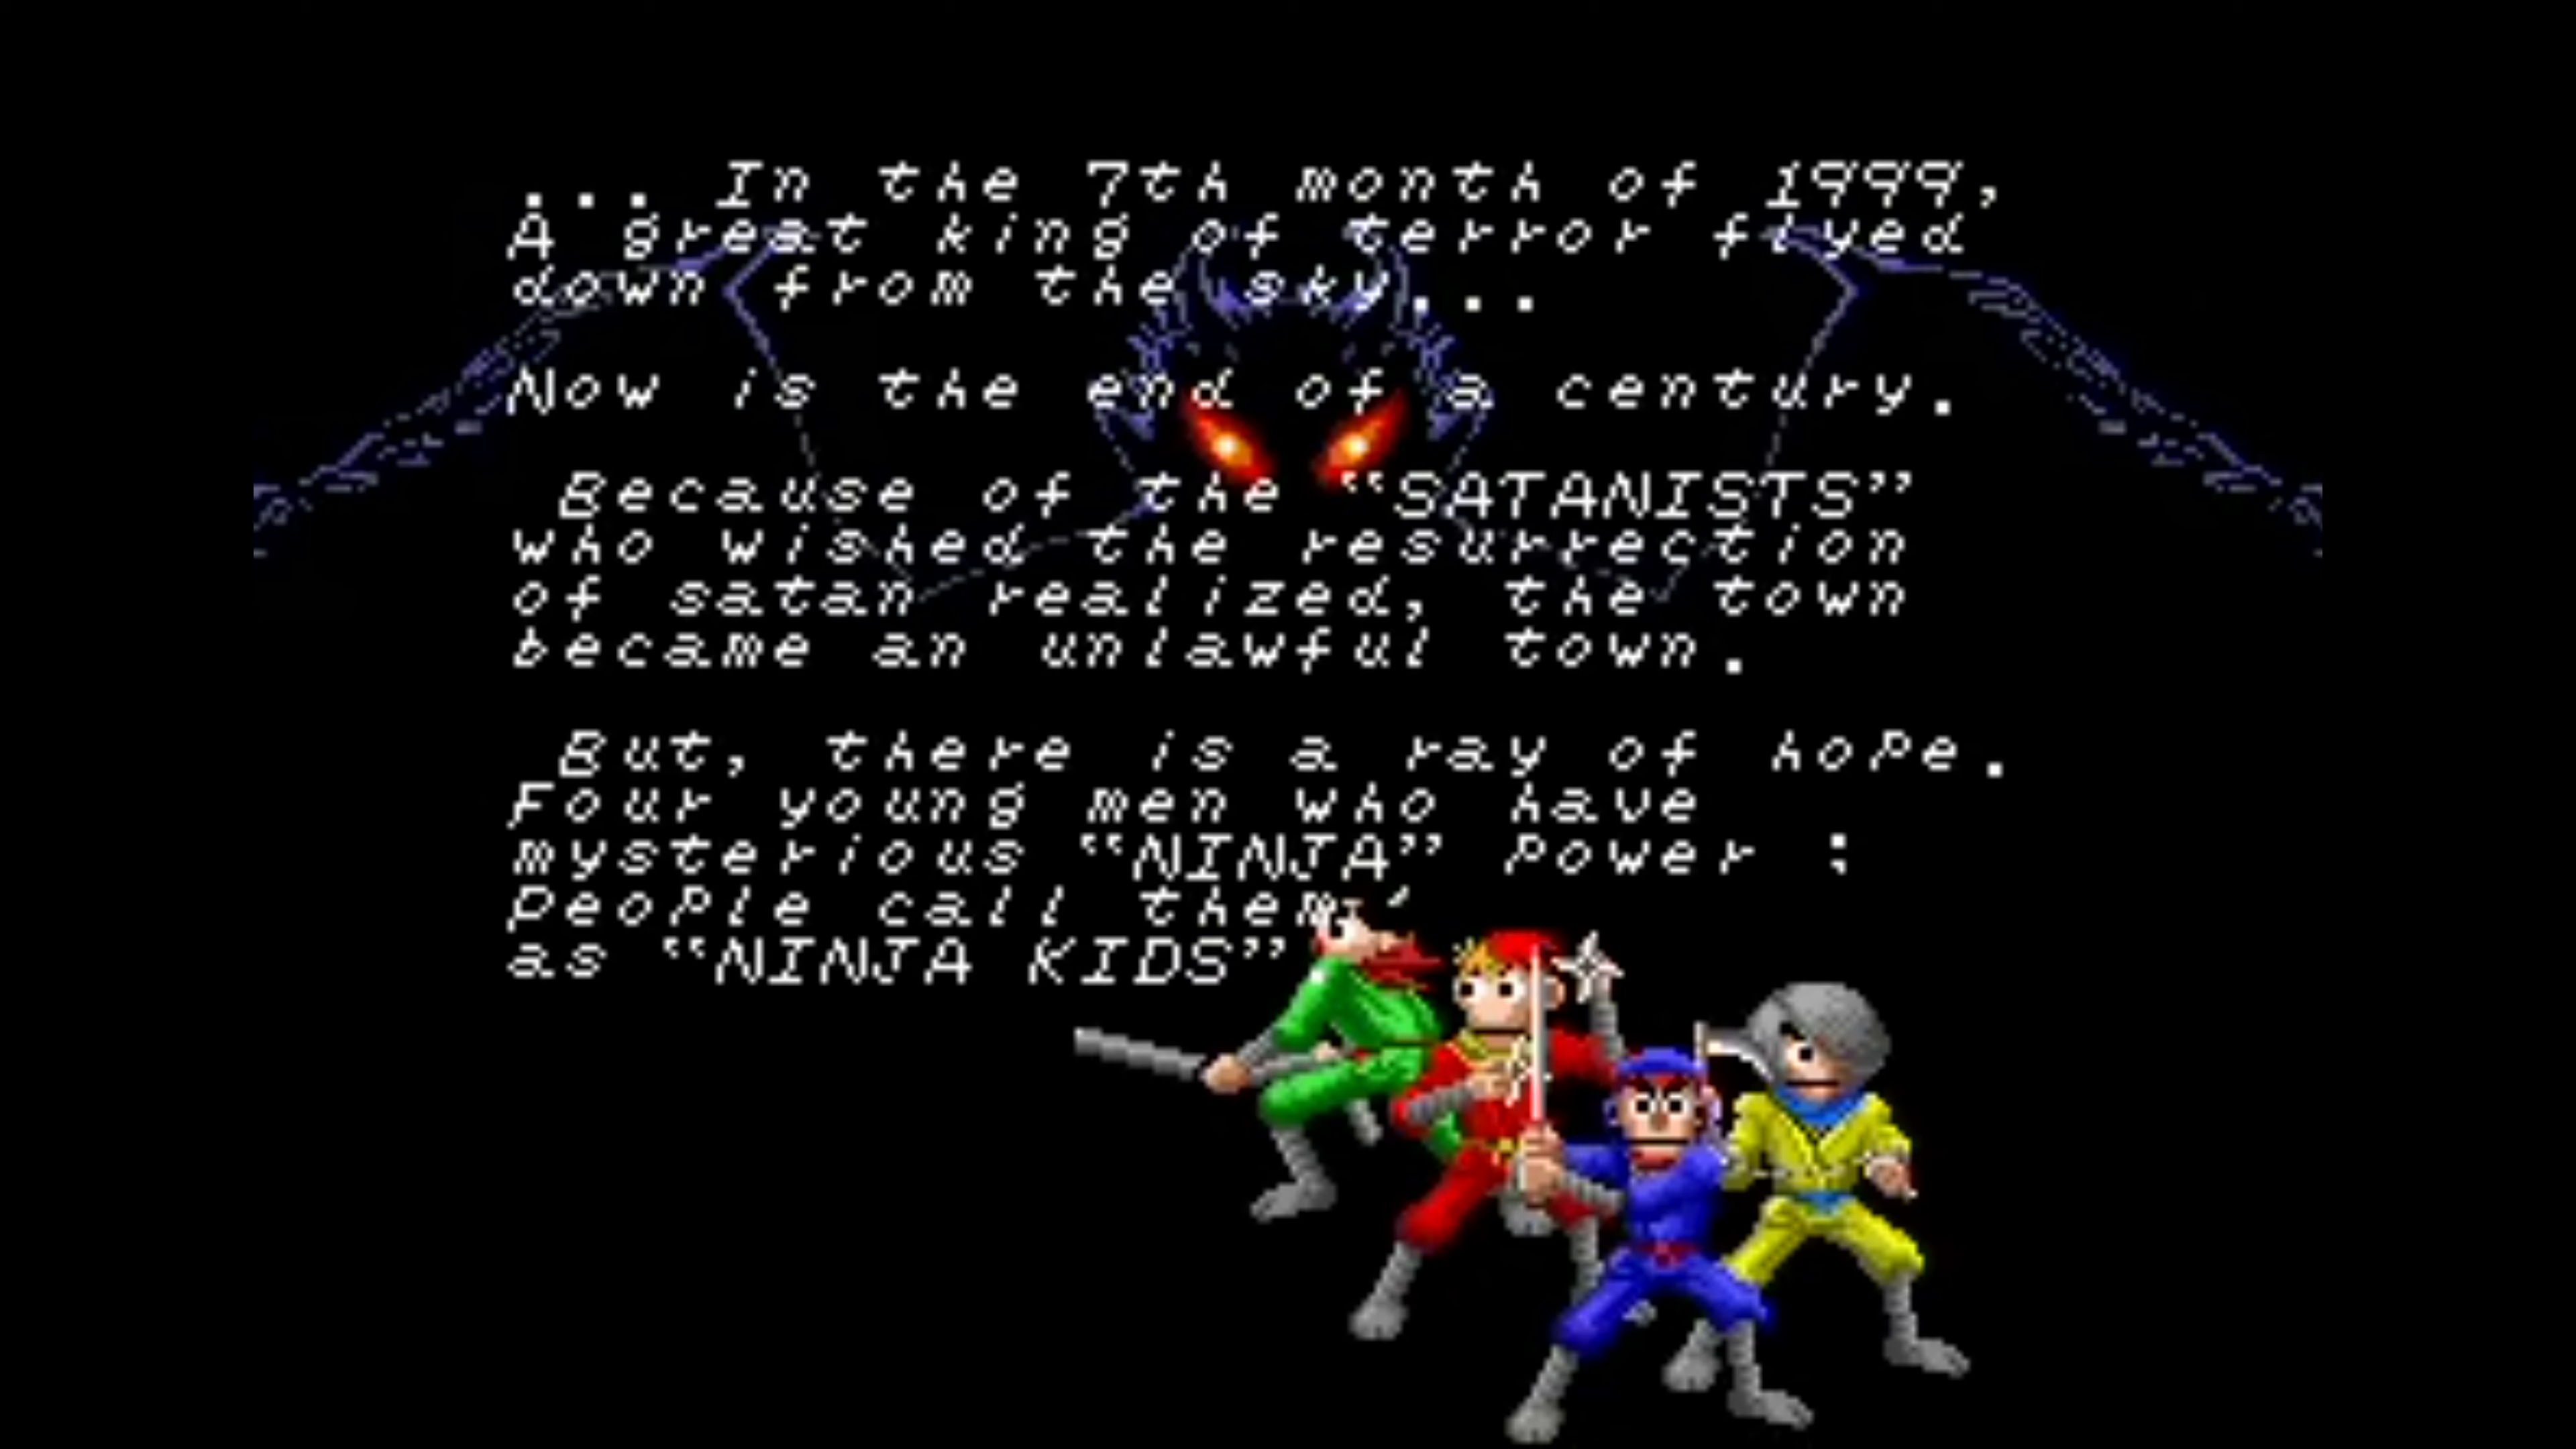 ... In the 7th month of 1999,
A great king of terror flyed
down from the sky...
Now is the end of a century.
Because of the “SATANISTS”
who wished the resurrection
of satan realized, the town
became an unlawful town.
But, there is a ray of hope.
Four young men who have
mysterious “NINJA” power ;
People call them,
as “NINJA KIDS”